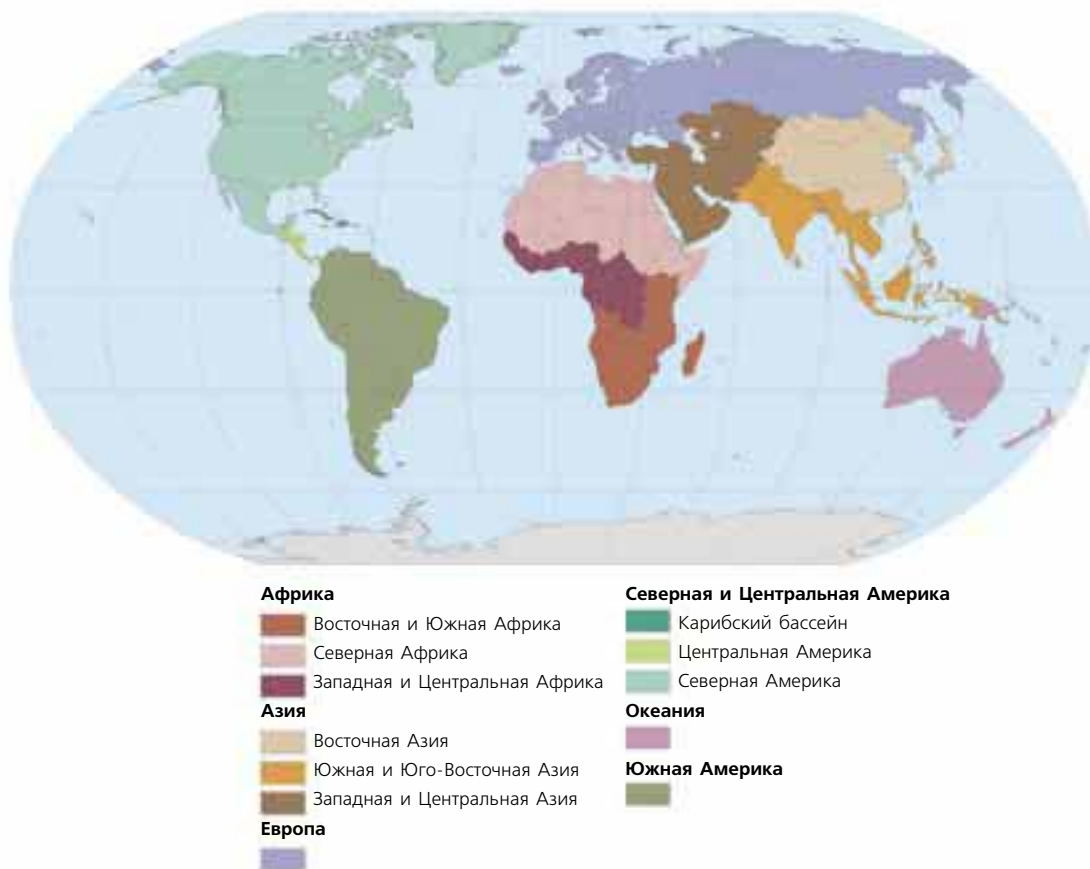 Африка
Восточная и Южная Африка
Северная Африка
Западная и Центральная Африка
Азия
Восточная Азия
Южная и Юго-Восточная Азия
Западная и Центральная Азия
Европа
Северная и Центральная Америка
Карибский бассейн
Центральная Америка
Северная Америка
Океания
Южная Америка